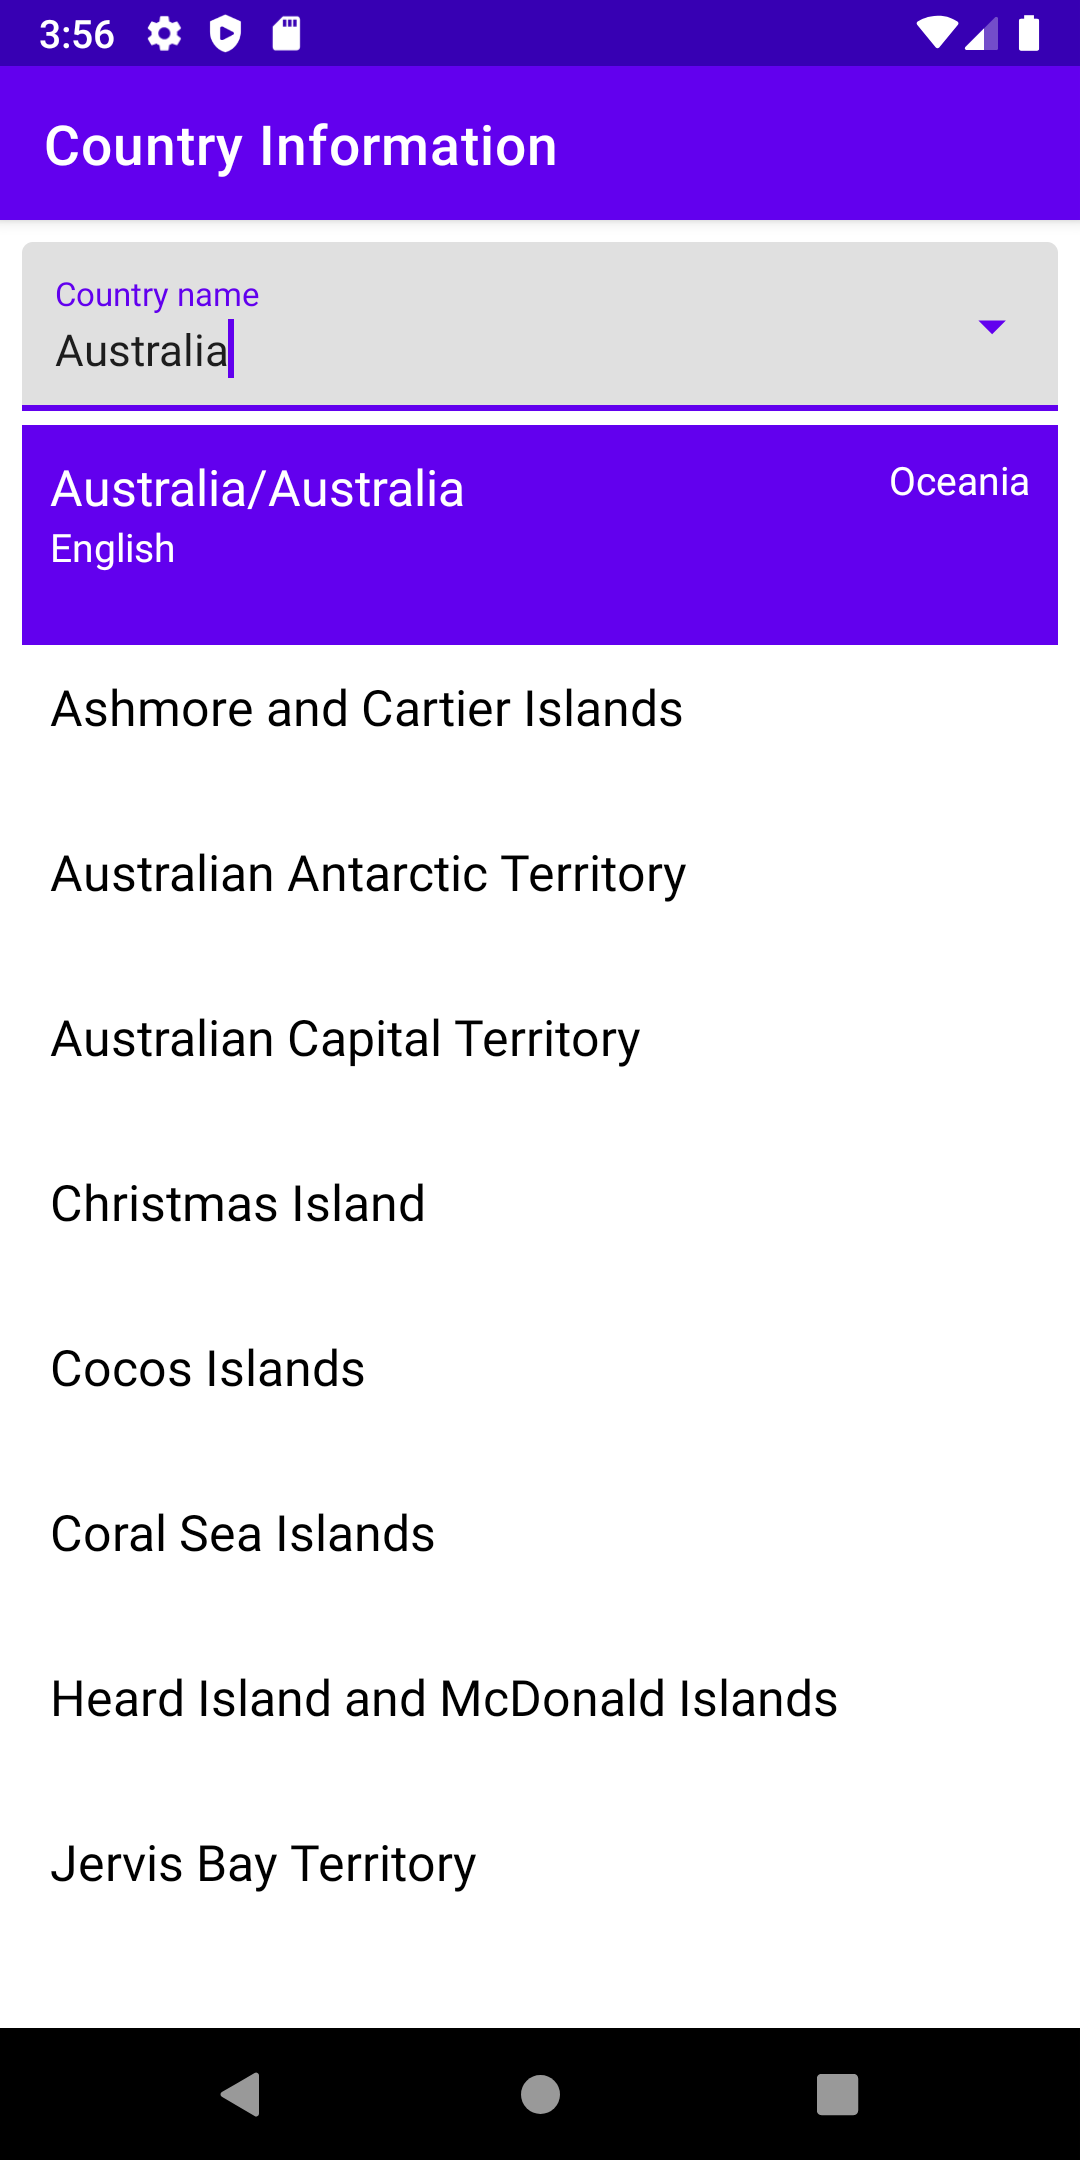 3:56
Country Information
Country name
Australia
Australia/Australia
Oceania
English
Ashmore and Cartier Islands
Australian Antarctic Territory
Australian Capital Territory
Christmas Island
Cocos Islands
Coral Sea Islands
Heard Island and McDonald Islands
Jervis Bay Territory